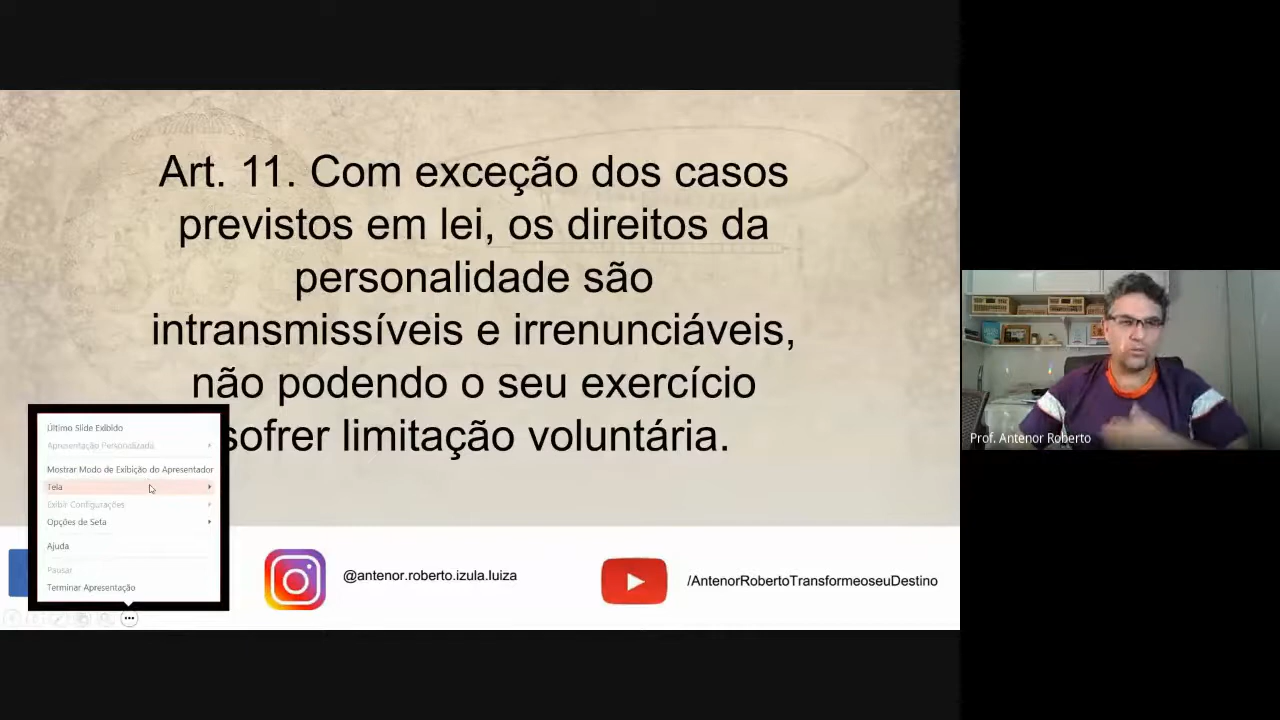 Art. 11. Com exceção dos casos
previstos em lei, os direitos da
personalidade são
intransmissíveis e irrenunciáveis,
não podendo o seu exercício
sofrer limitação voluntária.
Último Slide Exibido
Apresentação Personalizada
Mostrar Modo de Exibição do Apresentador
Tela
Exibir Configurações
Opções de Seta
Ajuda
Pausar
Terminar Apresentação
@antenor.roberto.izula.luiza
/AntenorRobertoTransformeoseuDestino
Prof. Antenor Roberto